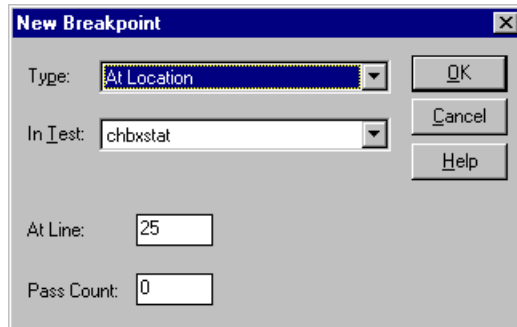 New Breakpoint
Type: At Location
OK
In Test: chbxstat
Cancel
Help
At Line: 25
Pass Count: 0